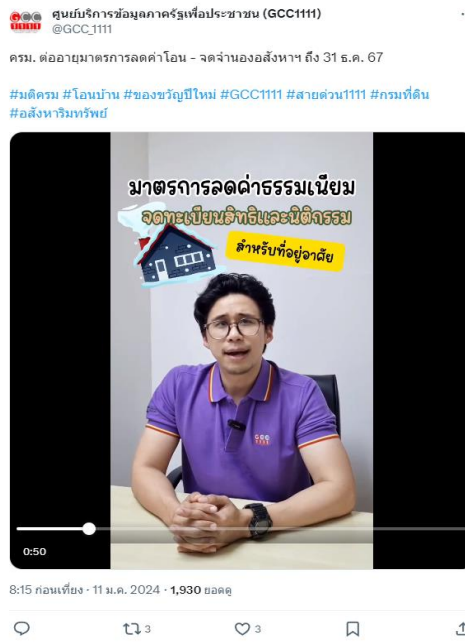 ศูนย์บริการข้อมูลภาครัฐเพื่อประชาชน (GCC1111)
@GCC_1111
ครม. ต่ออายุมาตรการลดค่าโอน - จดจำนองอสังหาฯ ถึง 31 ธ.ค. 67
#มติครม #โอนบ้าน #ของขวัญปีใหม่ #GCC1111 #สายด่วน1111 #กรมที่ดิน
#อสังหาริมทรัพย์
มาตรการลดค่าธรรมเนียม
จดทะเบียนสิทธิและนิติกรรม
สำหรับที่อยู่อาศัย
GCC
1111
0:50
8:15 ก่อนเที่ยง · 11 ม.ค. 2024 · 1,930 ยอดดู
3
3